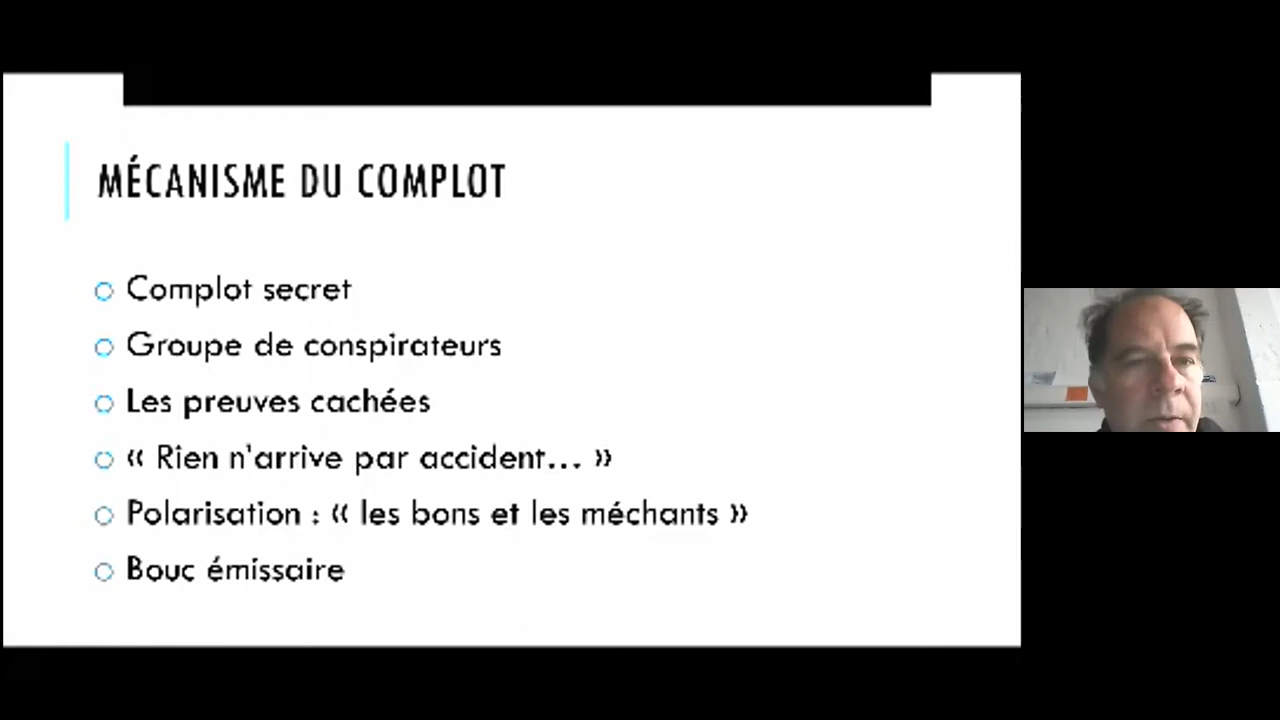 MÉCANISME DU COMPLOT
Complot secret
Groupe de conspirateurs
Les preuves cachées
« Rien n'arrive par accident... »
Polarisation : « les bons et les méchants »
Bouc émissaire